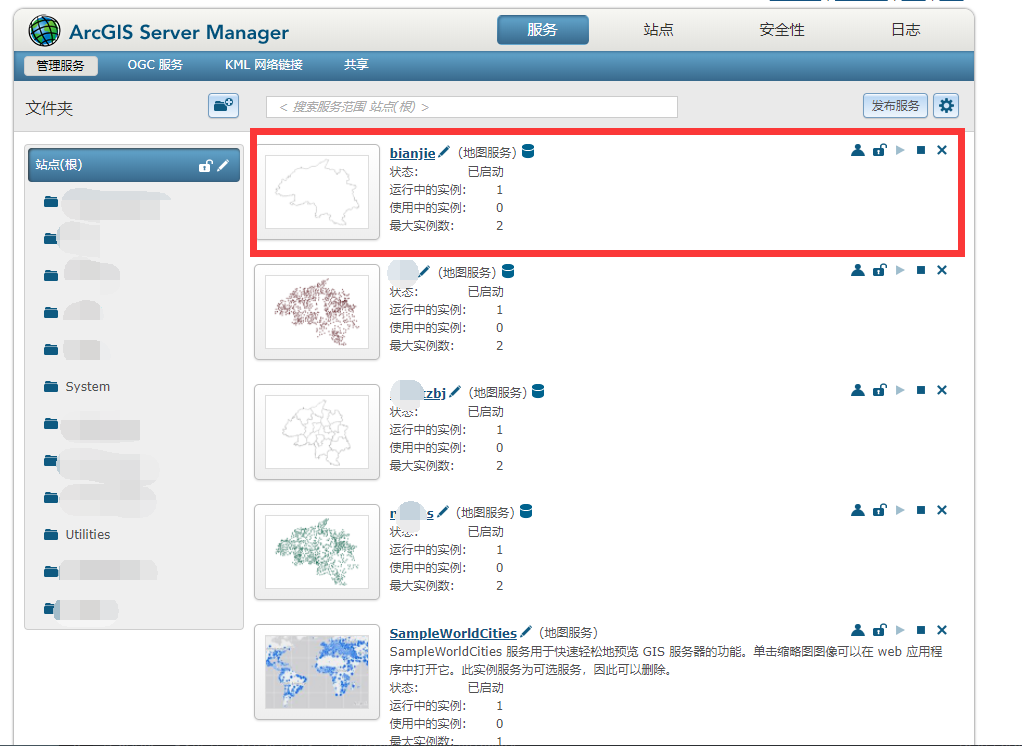 ArcGIS Server Manager
服务 站点 安全性 日志
管理服务 OGC 服务 KML 网络链接 共享
文件夹
< 搜索服务范围 站点(根) >
发布服务
站点(根)
System
Utilities
bianjie (地图服务)
状态: 已启动
运行中的实例: 1
使用中的实例: 0
最大实例数: 2
(地图服务)
状态: 已启动
运行中的实例: 1
使用中的实例: 0
最大实例数: 2
zbj (地图服务)
状态: 已启动
运行中的实例: 1
使用中的实例: 0
最大实例数: 2
s (地图服务)
状态: 已启动
运行中的实例: 1
使用中的实例: 0
最大实例数: 2
SampleWorldCities (地图服务)
SampleWorldCities 服务用于快速轻松地预览 GIS 服务器的功能。单击缩略图图像可以在 web 应用程
序中打开它。此实例服务为可选服务，因此可以删除。
状态: 已启动
运行中的实例: 1
使用中的实例: 0
最大实例数: 1